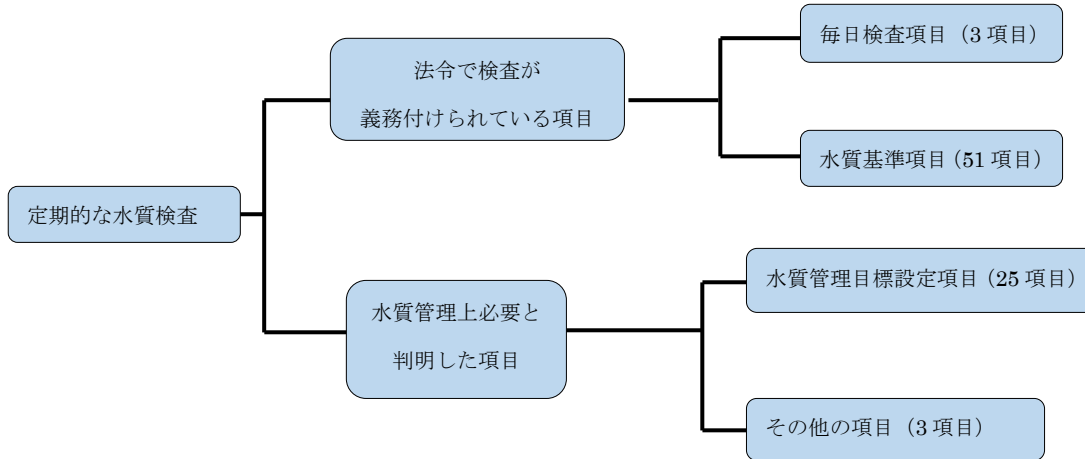 定期的な水質検査
法令で検査が
義務付けられている項目
毎日検査項目（3 項目）
水質基準項目（51 項目）
水質管理上必要と
判明した項目
水質管理目標設定項目（25 項目）
その他の項目（3 項目）